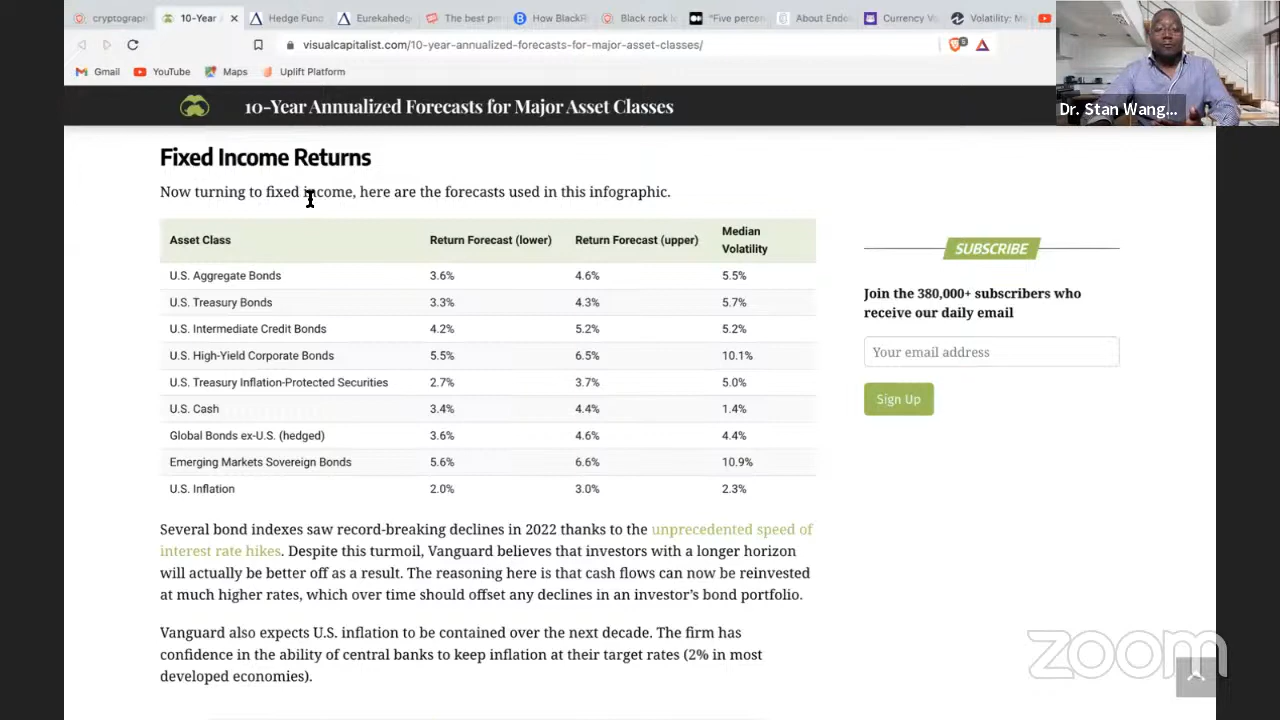 cryptograph
10-Year
Hedge Fund
Eurekahedg
The best pe
How BlackR
Black rock l
"Five percen
About Endo
Currency Vo
Volatility: M
visualcapitalist.com/10-year-annualized-forecasts-for-major-asset-classes/
Gmail YouTube Maps Uplift Platform
10-Year Annualized Forecasts for Major Asset Classes
Dr. Stan Wang...
Fixed Income Returns
Now turning to fixed income, here are the forecasts used in this infographic.
Asset Class Return Forecast (lower) Return Forecast (upper) Median Volatility
U.S. Aggregate Bonds 3.6% 4.6% 5.5%
U.S. Treasury Bonds 3.3% 4.3% 5.7%
U.S. Intermediate Credit Bonds 4.2% 5.2% 5.2%
U.S. High-Yield Corporate Bonds 5.5% 6.5% 10.1%
U.S. Treasury Inflation-Protected Securities 2.7% 3.7% 5.0%
U.S. Cash 3.4% 4.4% 1.4%
Global Bonds ex-U.S. (hedged) 3.6% 4.6% 4.4%
Emerging Markets Sovereign Bonds 5.6% 6.6% 10.9%
U.S. Inflation 2.0% 3.0% 2.3%
Several bond indexes saw record-breaking declines in 2022 thanks to the unprecedented speed of
interest rate hikes. Despite this turmoil, Vanguard believes that investors with a longer horizon
will actually be better off as a result. The reasoning here is that cash flows can now be reinvested
at much higher rates, which over time should offset any declines in an investor's bond portfolio.
Vanguard also expects U.S. inflation to be contained over the next decade. The firm has
confidence in the ability of central banks to keep inflation at their target rates (2% in most
developed economies).
SUBSCRIBE
Join the 380,000+ subscribers who
receive our daily email
Your email address
Sign Up
zoom